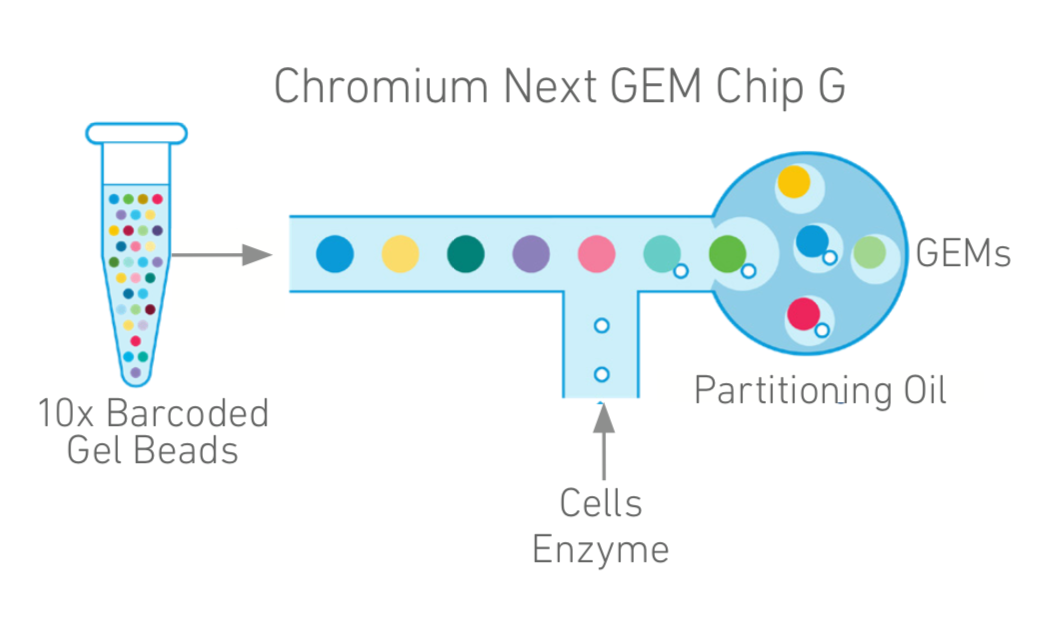 Chromium Next GEM Chip G
GEMs
Partitioning Oil
10x Barcoded
Gel Beads
Cells
Enzyme